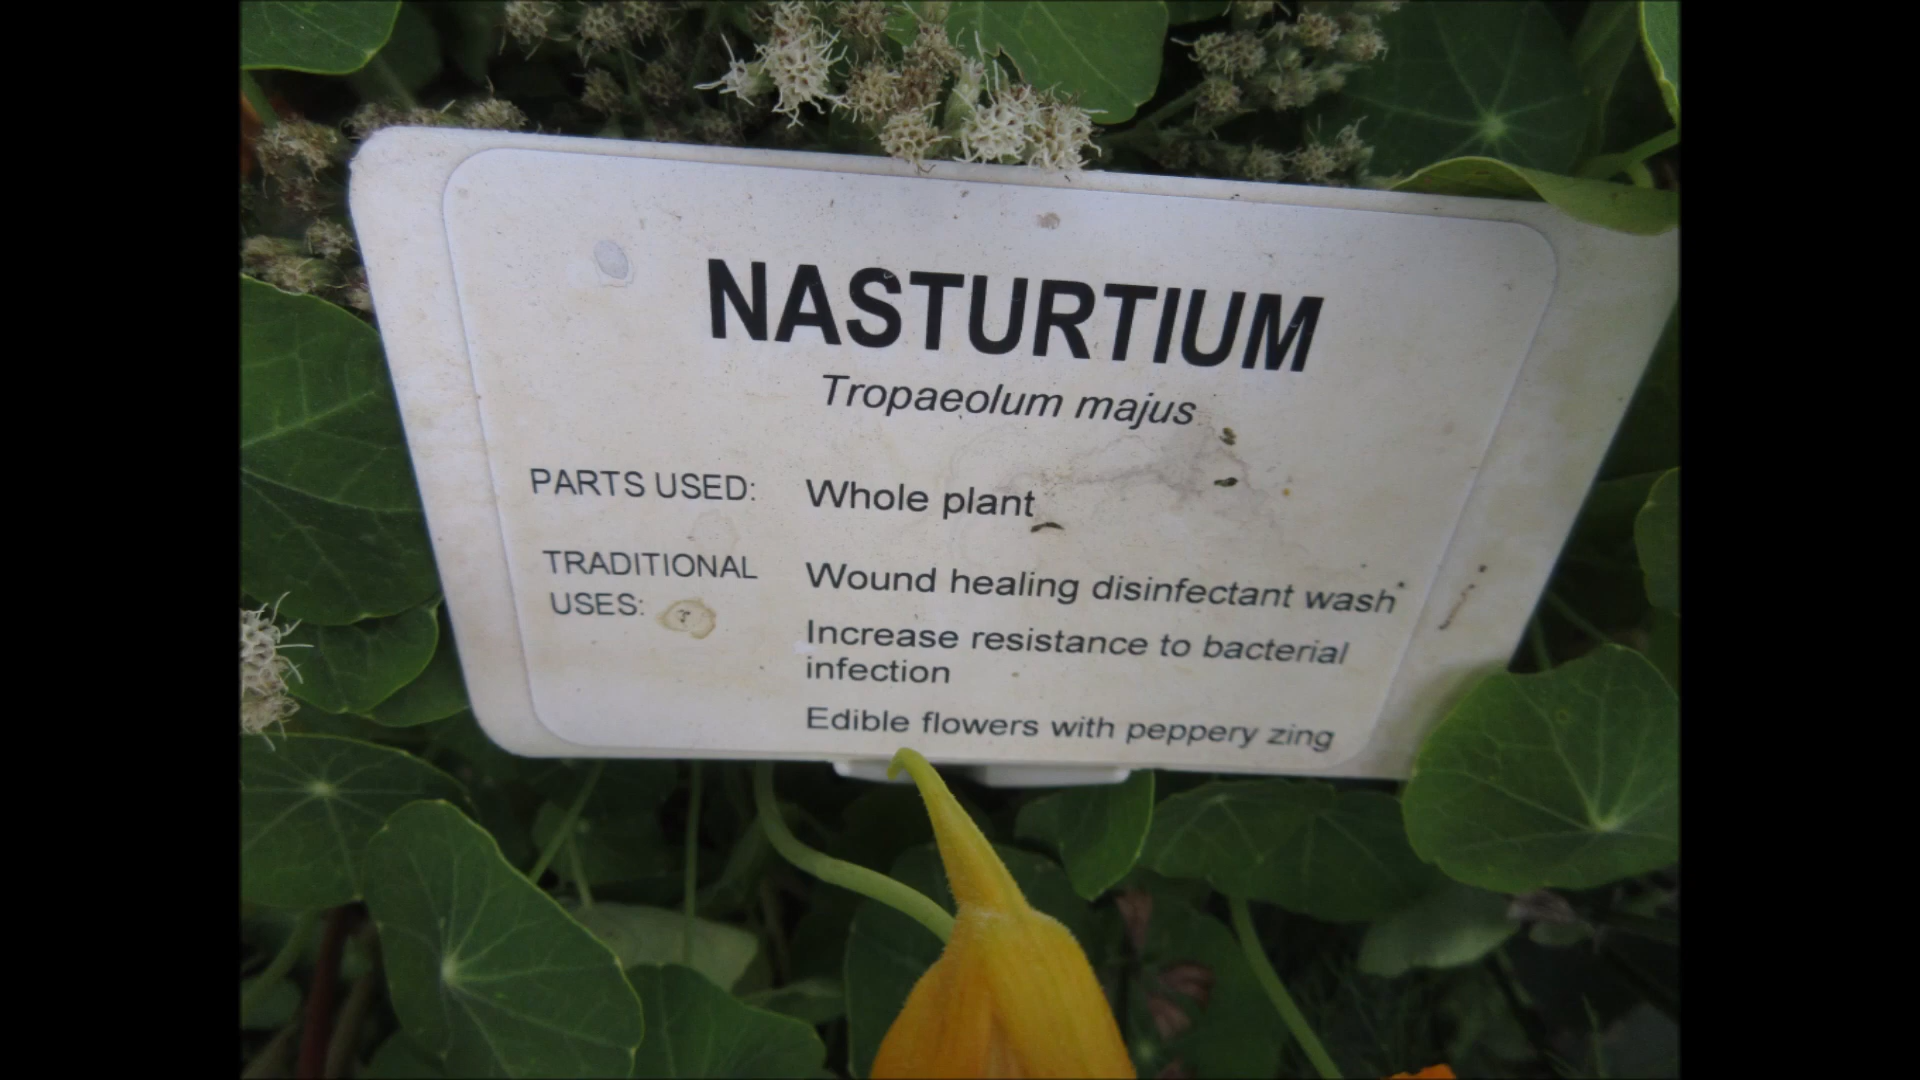 NASTURTIUM
Tropaeolum majus
PARTS USED: Whole plant
TRADITIONAL USES: Wound healing disinfectant wash
Increase resistance to bacterial
infection
Edible flowers with peppery zing